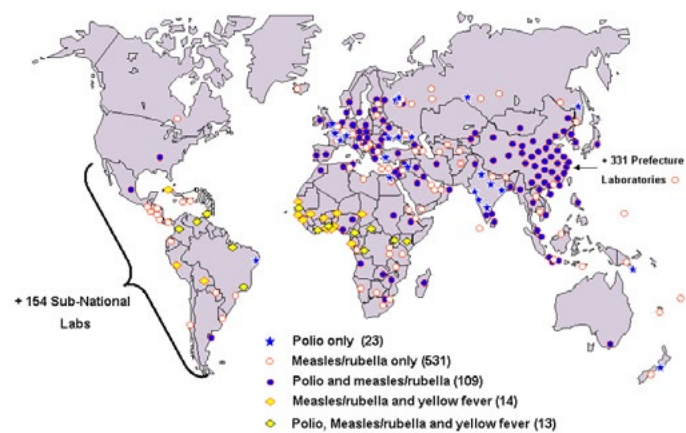 + 331 Prefecture
Laboratories
+ 154 Sub-National
Labs
Polio only (23)
Measles/rubella only (531)
Polio and measles/rubella (109)
Measles/rubella and yellow fever (14)
Polio, Measles/rubella and yellow fever (13)